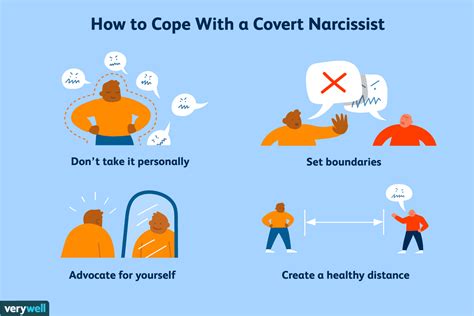 How to Cope With a Covert Narcissist
Don't take it personally
Set boundaries
Advocate for yourself
Create a healthy distance
verywell